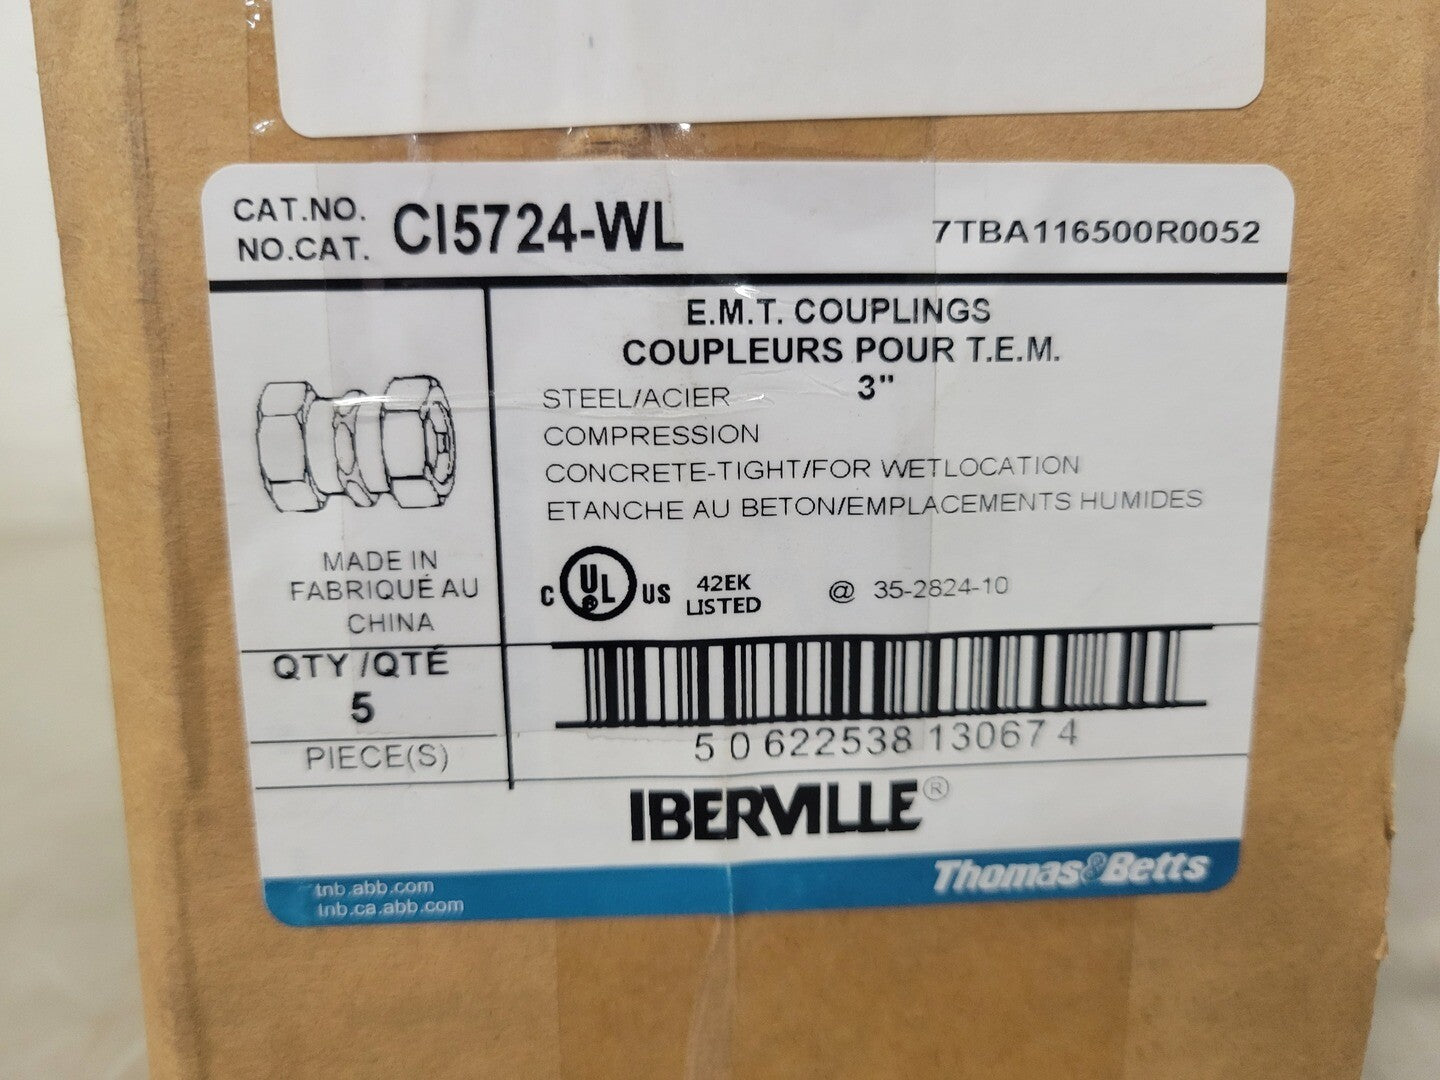 CAT.NO. CI5724-WL 7TBA116500R0052
NO.CAT.
E.M.T. COUPLINGS
COUPLEURS POUR T.E.M.
3"
STEEL/ACIER
COMPRESSION
CONCRETE-TIGHT/FOR WETLOCATION
ETANCHE AU BETON/EMPLACEMENTS HUMIDES
MADE IN
FABRIQUÉ AU
CHINA
C UL ® US 42EK LISTED @ 35-2824-10
QTY /QTÉ
5
PIECE(S)
5 0 622538 13067 4
IBERVILLE®
tnb.abb.com
tnb.ca.abb.com
Thomas&Betts